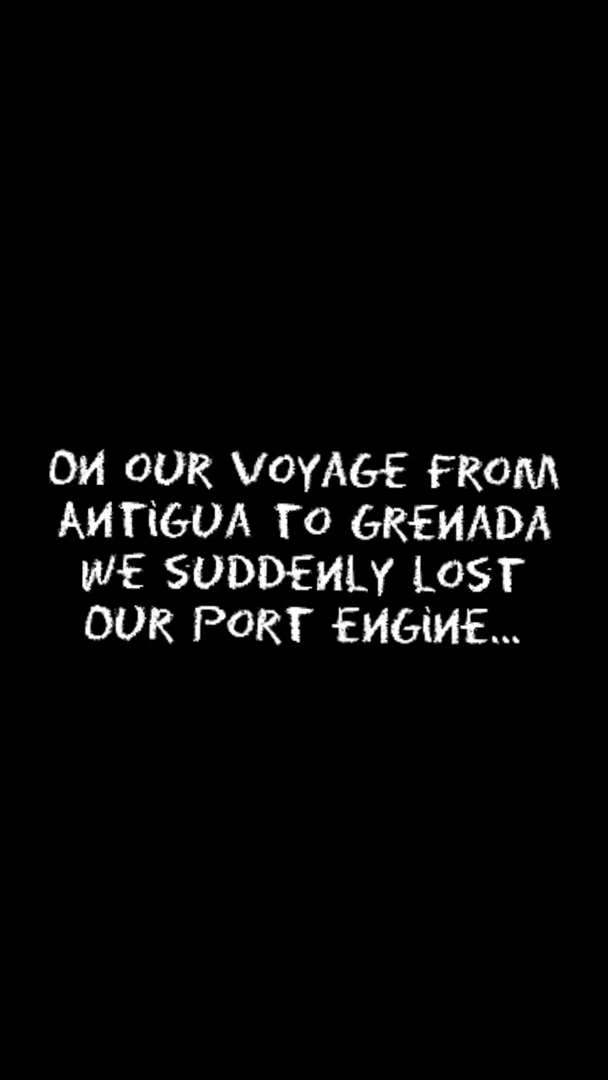 ON OUR VOYAGE FROM
ANTIGUA TO GRENADA
WE SUDDENLY LOST
OUR PORT ENGINE...